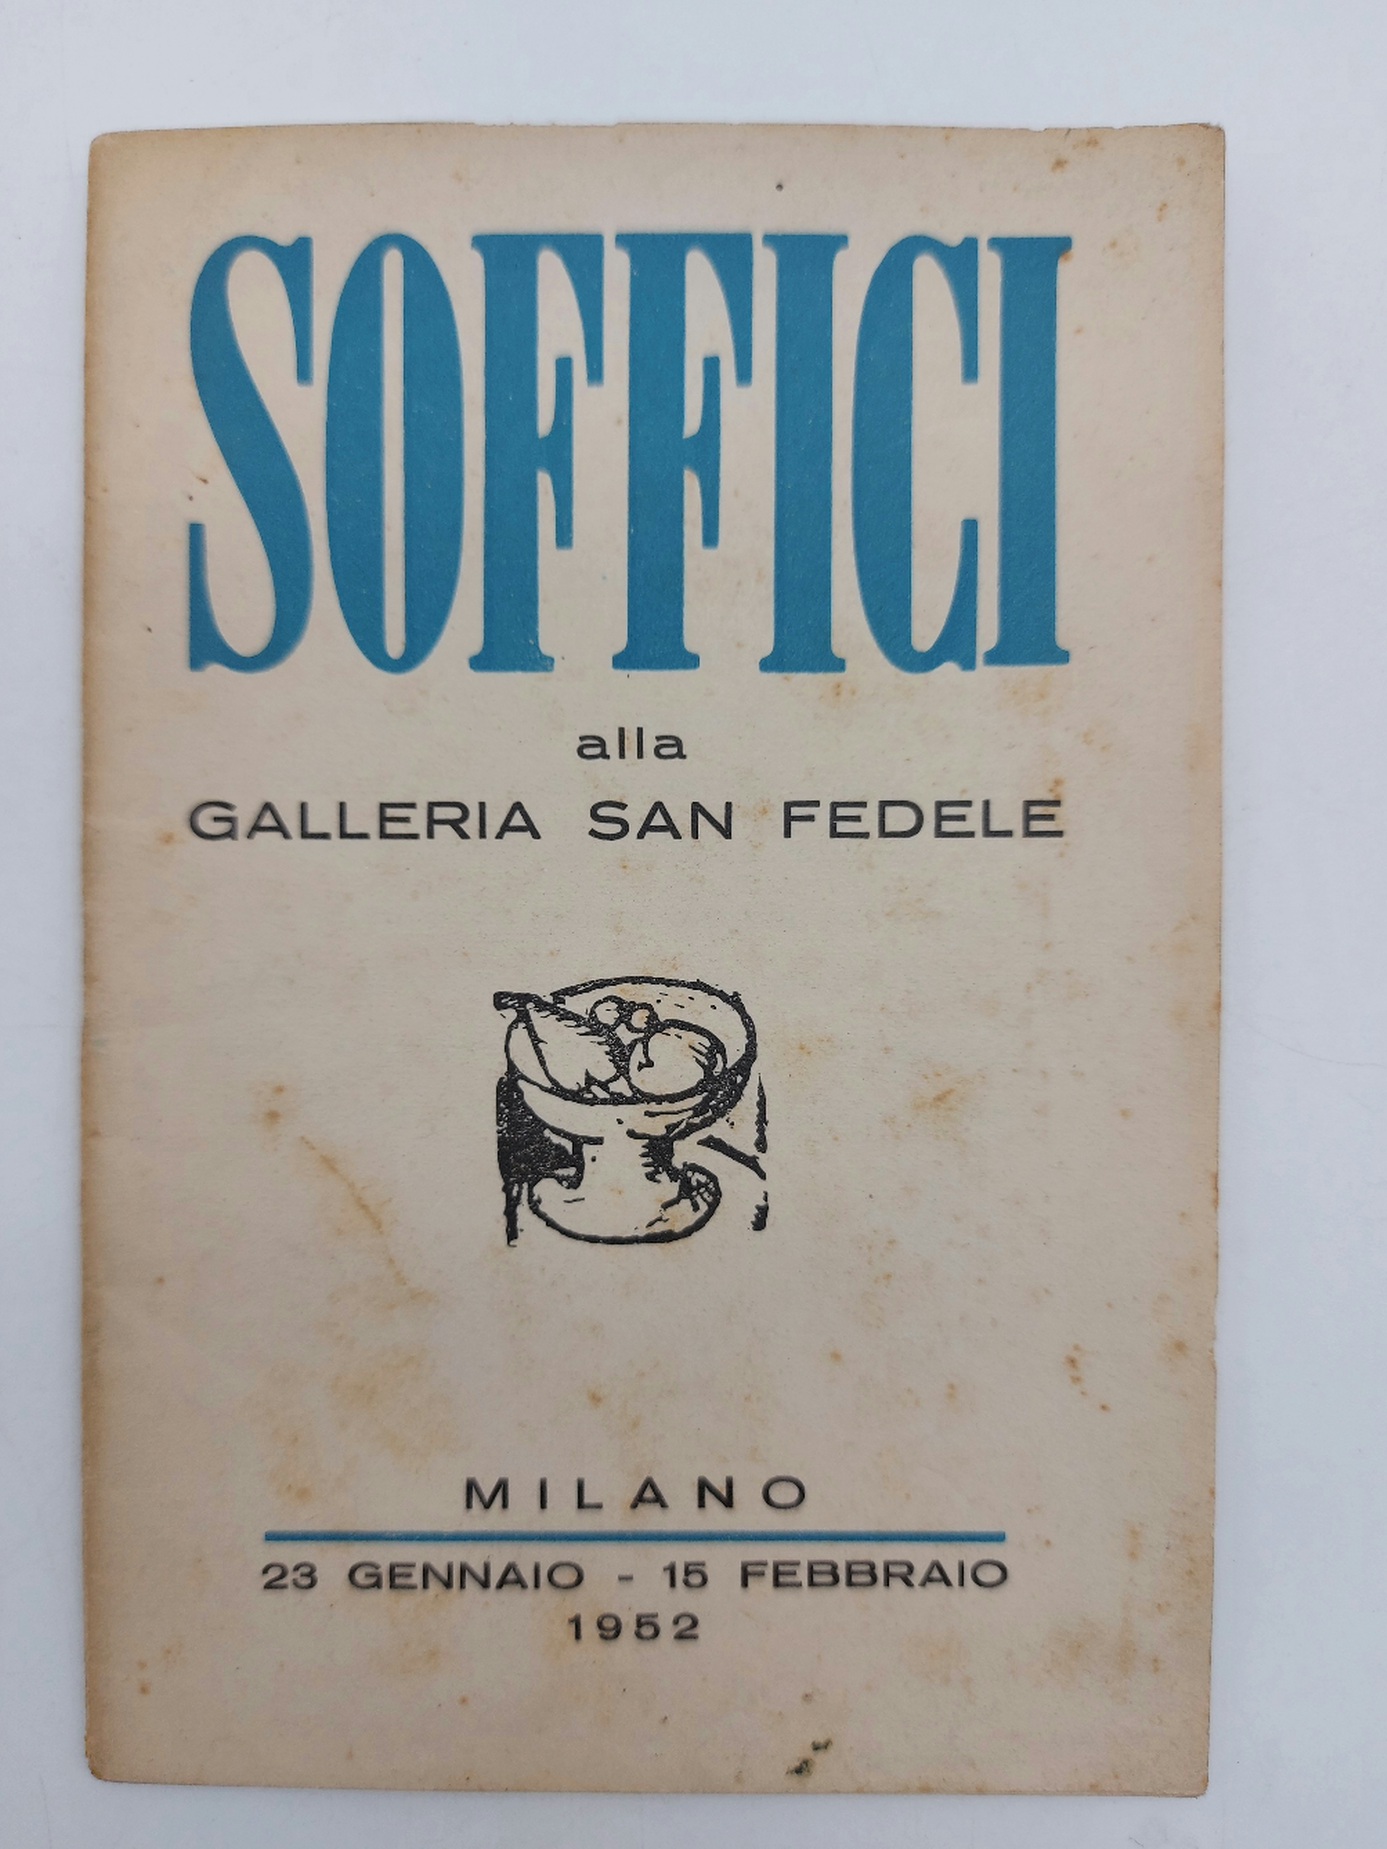 SOFFICI
alla
GALLERIA SAN FEDELE
MILANO
23 GENNAIO - 15 FEBBRAIO
1952